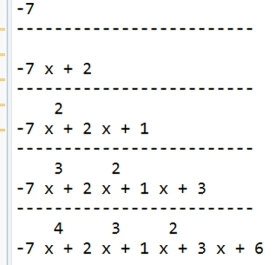 -7
-------------------------
-7 x + 2
-------------------------
    2
-7 x + 2 x + 1
-------------------------
    3     2
-7 x + 2 x + 1 x + 3
-------------------------
    4     3     2
-7 x + 2 x + 1 x + 3 x + 6